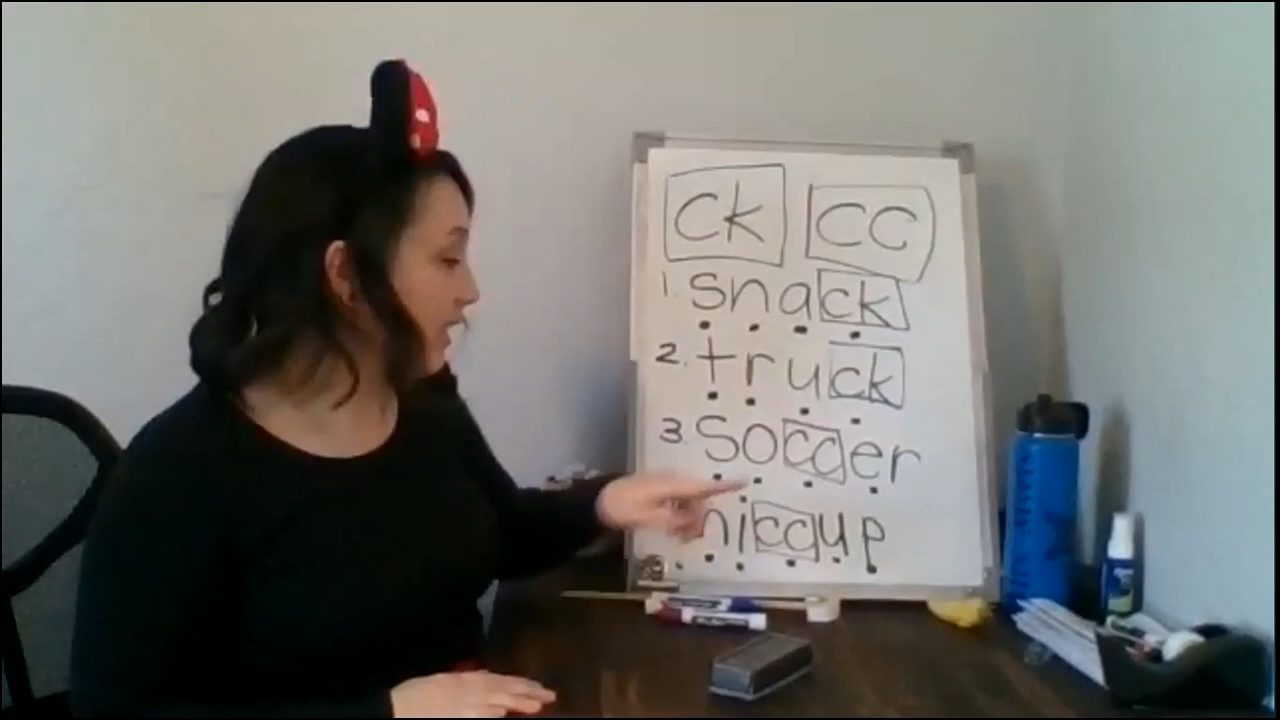 ck cc
1. snack
2. truck
3. Soccer
hiccup